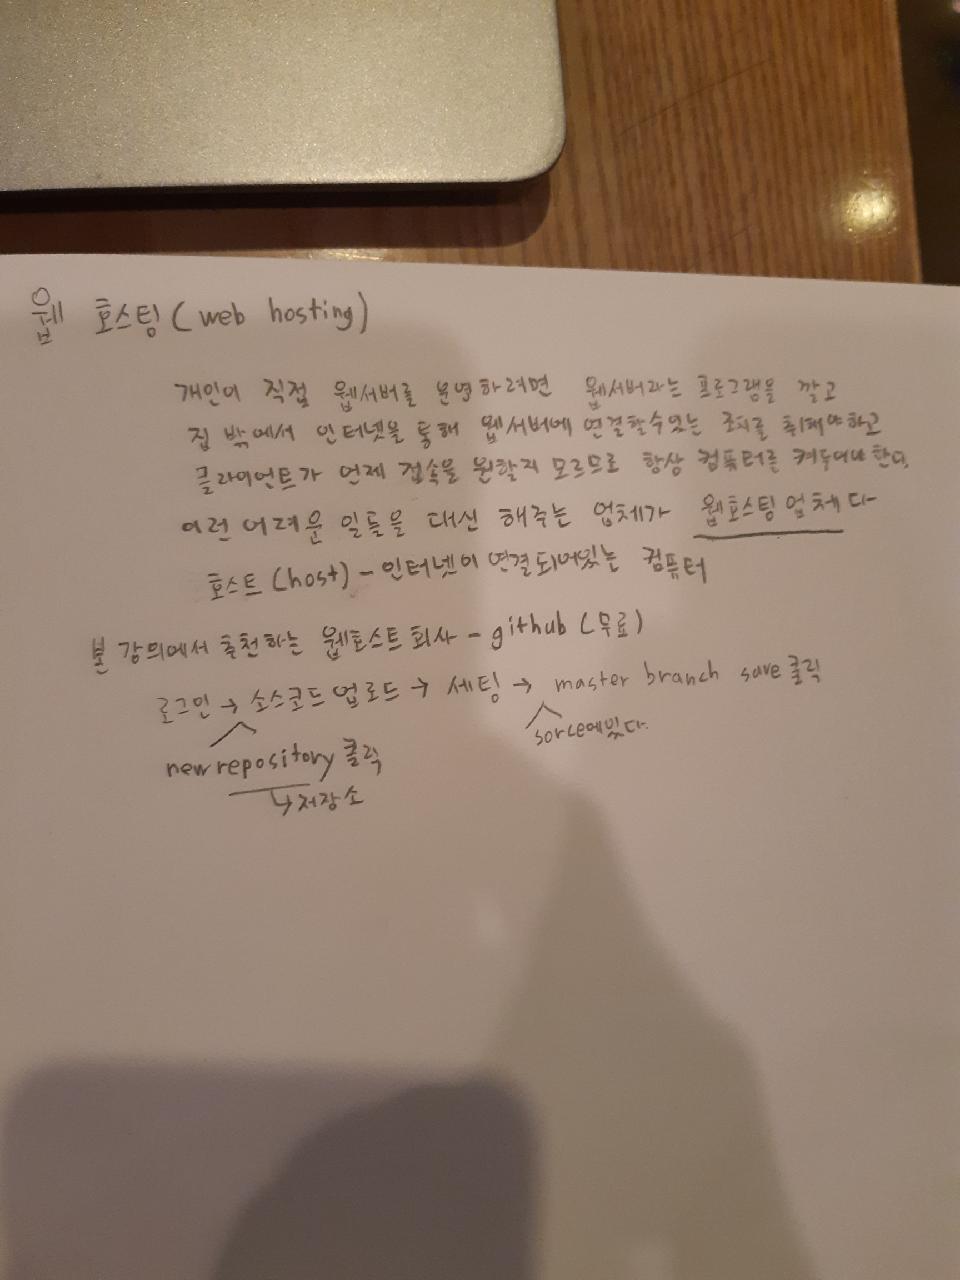 웹 호스팅(web hosting)
개인이 직접 웹서버를 운영하려면 웹서버라는 프로그램을 깔고
집 밖에서 인터넷을 통해 웹서버에 연결할수있는 조치를 취해야하고
클라이언트가 언제 접속을 원할지 모르므로 항상 컴퓨터를 켜두어야 한다.
이런 어려운 일들을 대신 해주는 업체가 웹호스팅 업체다
호스트(host) - 인터넷이 연결되어있는 컴퓨터
본 강의에서 추천하는 웹호스트 회사 - github (무료)
로그인 → 소스코드 업로드 → 세팅 → master branch save 클릭
sorce에있다.
new repository 클릭
↳ 저장소